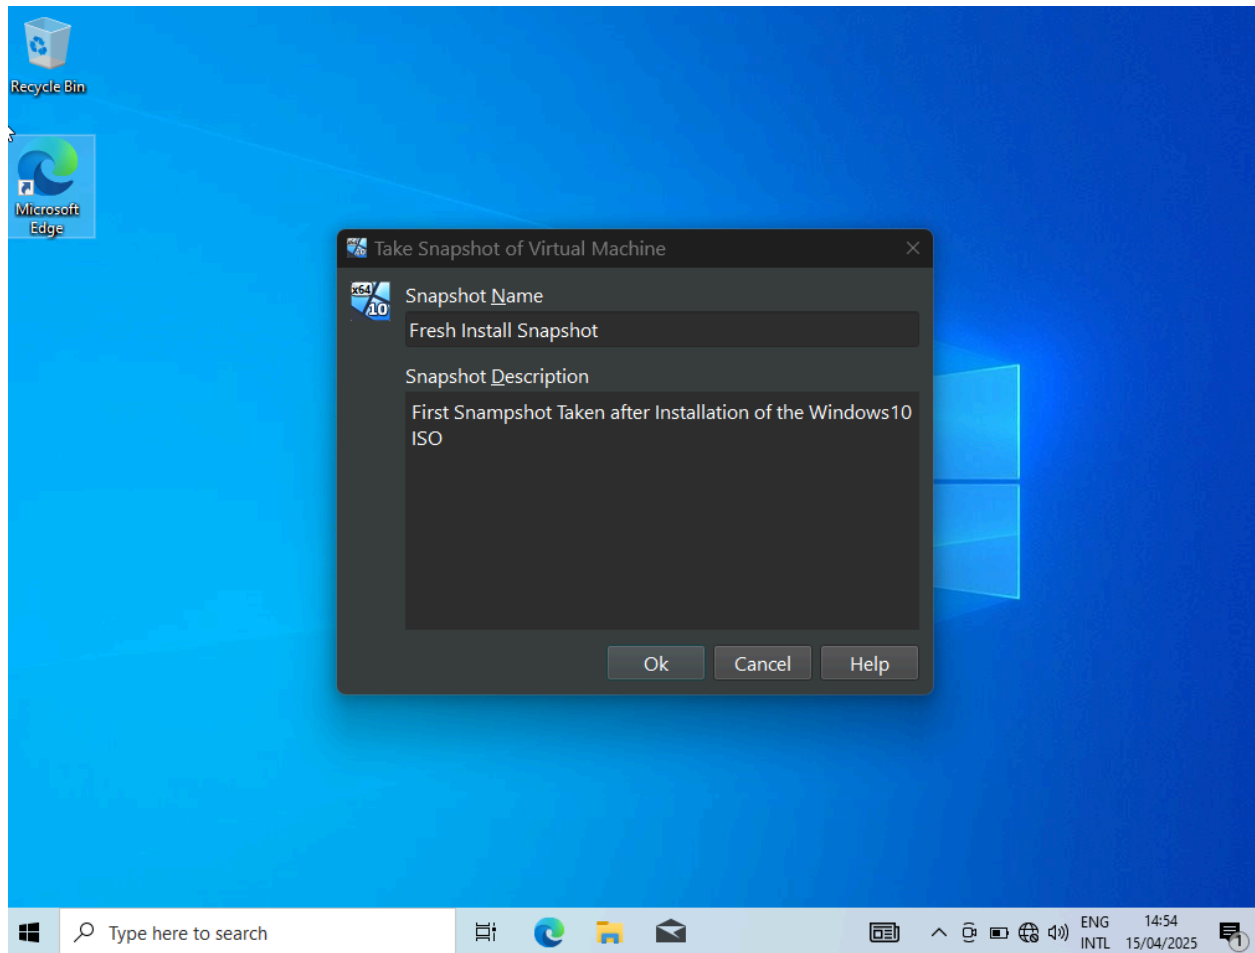 Recycle Bin
Microsoft
Edge
Take Snapshot of Virtual Machine
x64
10
Snapshot Name
Fresh Install Snapshot
Snapshot Description
First Snampshot Taken after Installation of the Windows10
ISO
Ok
Cancel
Help
Type here to search
ENG
INTL
14:54
15/04/2025
1